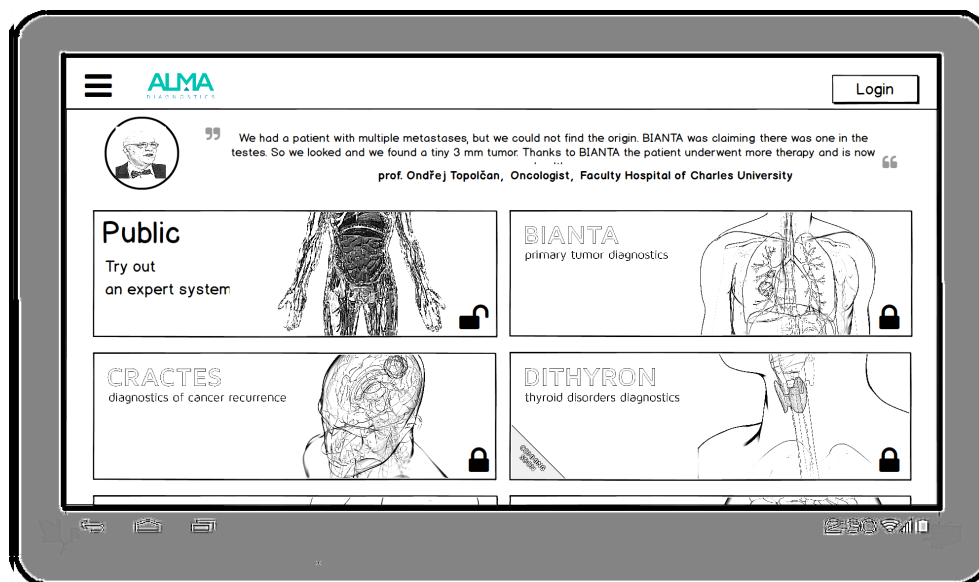 ALMA
DIAGNOSTICS
Login
We had a patient with multiple metastases, but we could not find the origin. BIANTA was claiming there was one in the
testes. So we looked and we found a tiny 3 mm tumor. Thanks to BIANTA the patient underwent more therapy and is now
prof. Ondřej Topolčan, Oncologist, Faculty Hospital of Charles University
Public
Try out
an expert system
BIANTA
primary tumor diagnostics
CRACTES
diagnostics of cancer recurrence
DITHYRON
thyroid disorders diagnostics
COMING
SOON